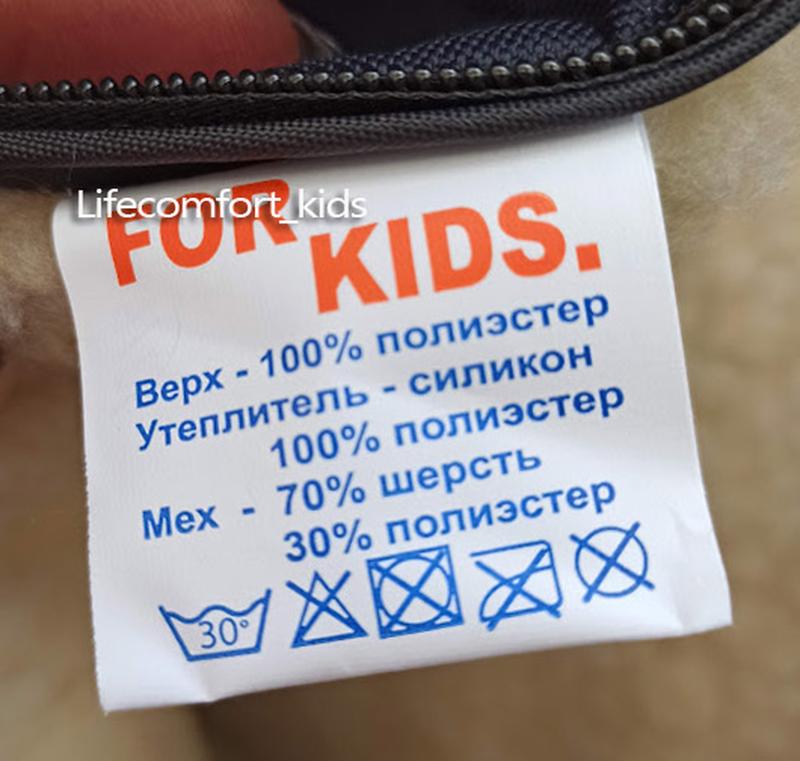 Lifecomfort_kids
FOR
KIDS.
Верх - 100% полиэстер
Утеплитель - силикон
100% полиэстер
Мех - 70% шерсть
30% полиэстер
30°